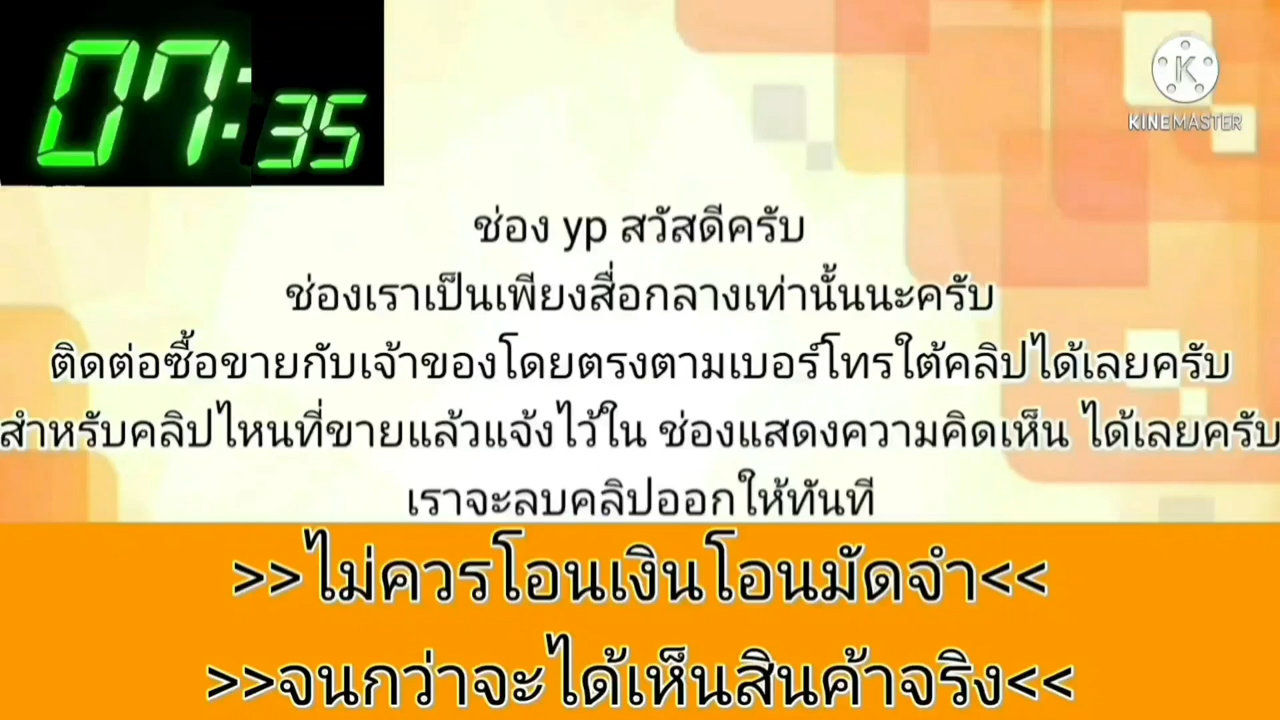 07:35
KINEMASTER
ช่อง yp สวัสดีครับ
ช่องเราเป็นเพียงสื่อกลางเท่านั้นนะครับ
ติดต่อซื้อขายกับเจ้าของโดยตรงตามเบอร์โทรใต้คลิปได้เลยครับ
สำหรับคลิปไหนที่ขายแล้วแจ้งไว้ใน ช่องแสดงความคิดเห็น ได้เลยครับ
เราจะลบคลิปออกให้ทันที
>>ไม่ควรโอนเงินโอนมัดจำ<<
>>จนกว่าจะได้เห็นสินค้าจริง<<